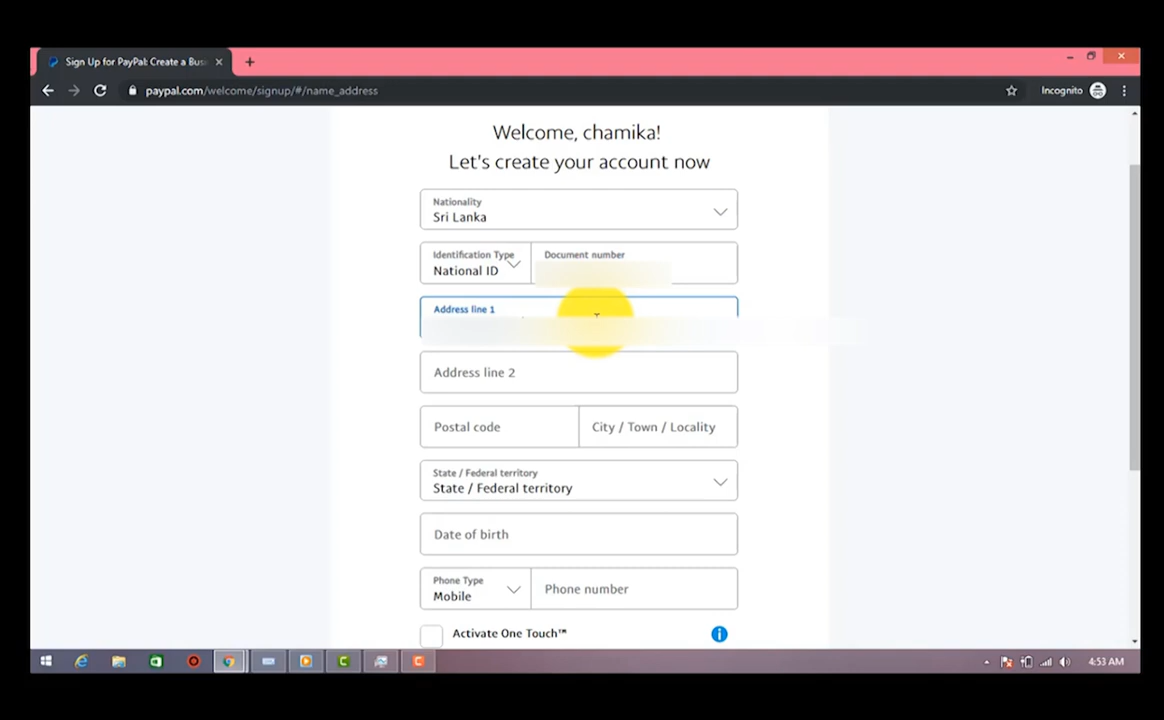 Sign Up for PayPal: Create a Bus
paypal.com/welcome/signup/#/name_address
Incognito
Welcome, chamika!
Let's create your account now
Nationality
Sri Lanka
Identification Type
Document number
National ID
Address line 1
Address line 2
Postal code
City / Town / Locality
State / Federal territory
State / Federal territory
Date of birth
Phone Type
Mobile
Phone number
Activate One Touch™
4:53 AM